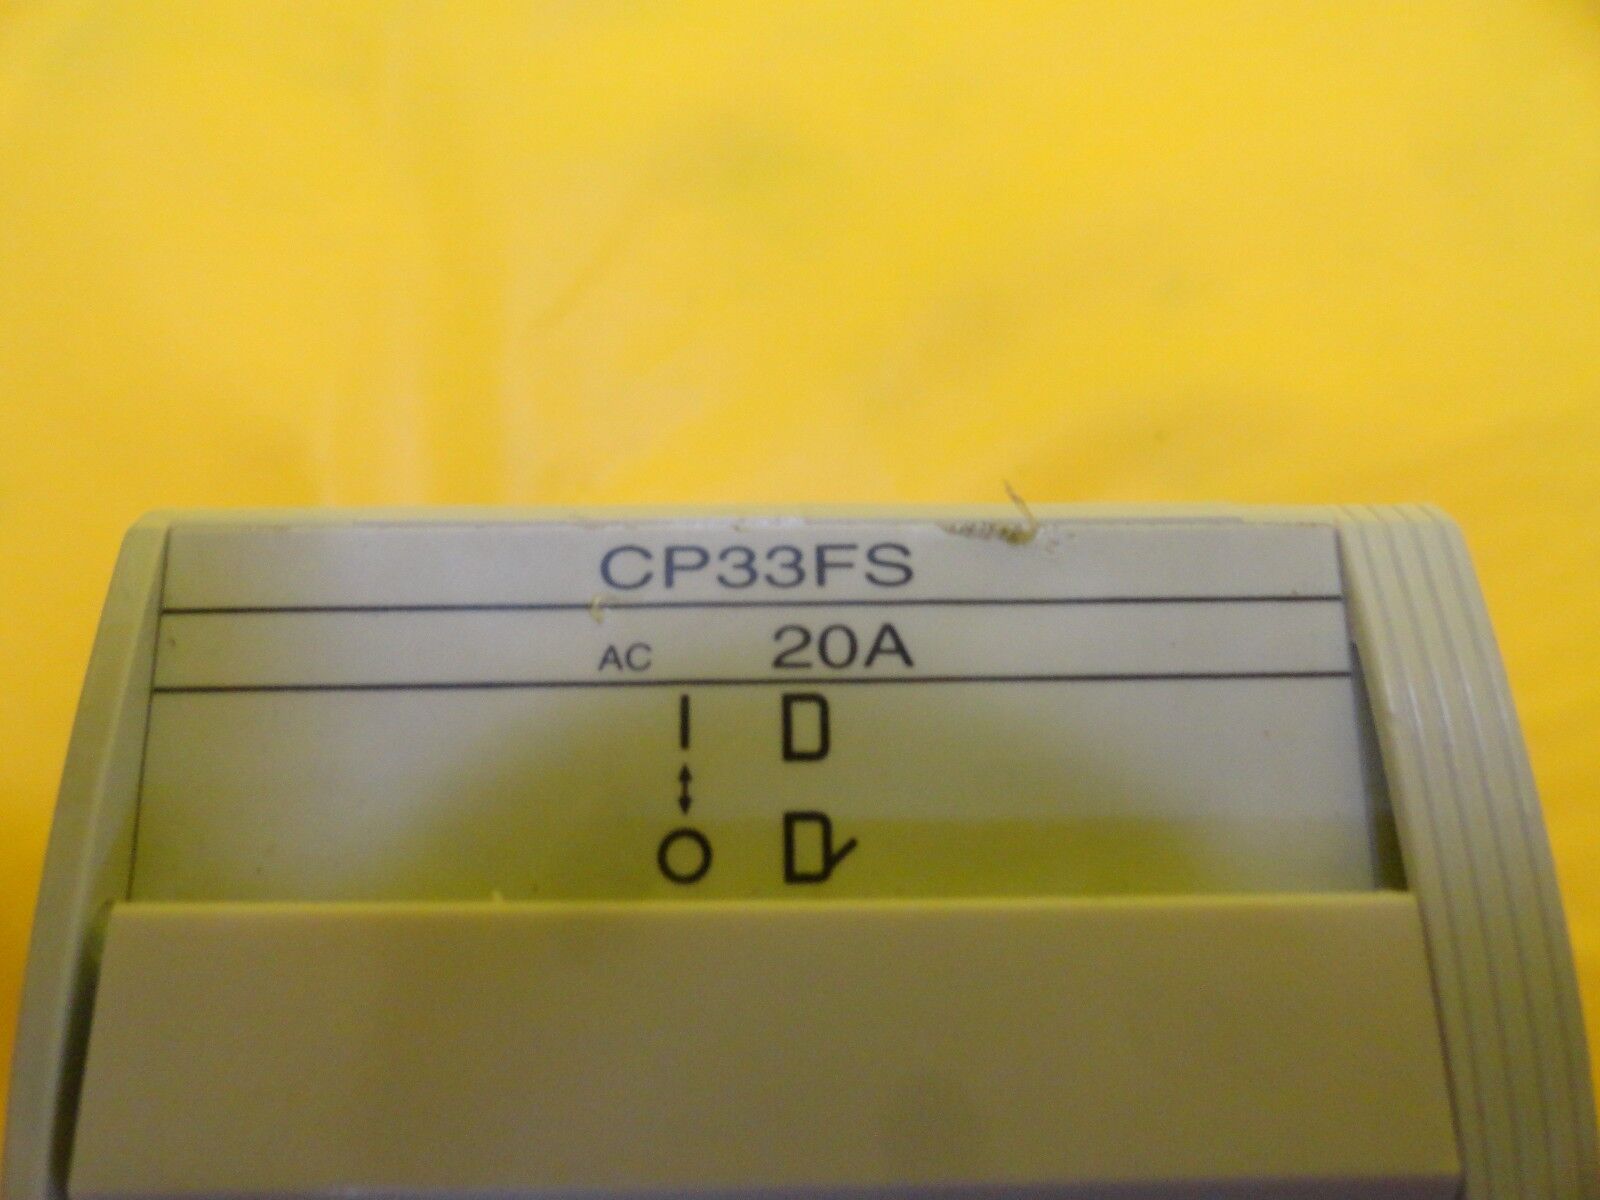 CP33FS
AC 20A
I D
O D